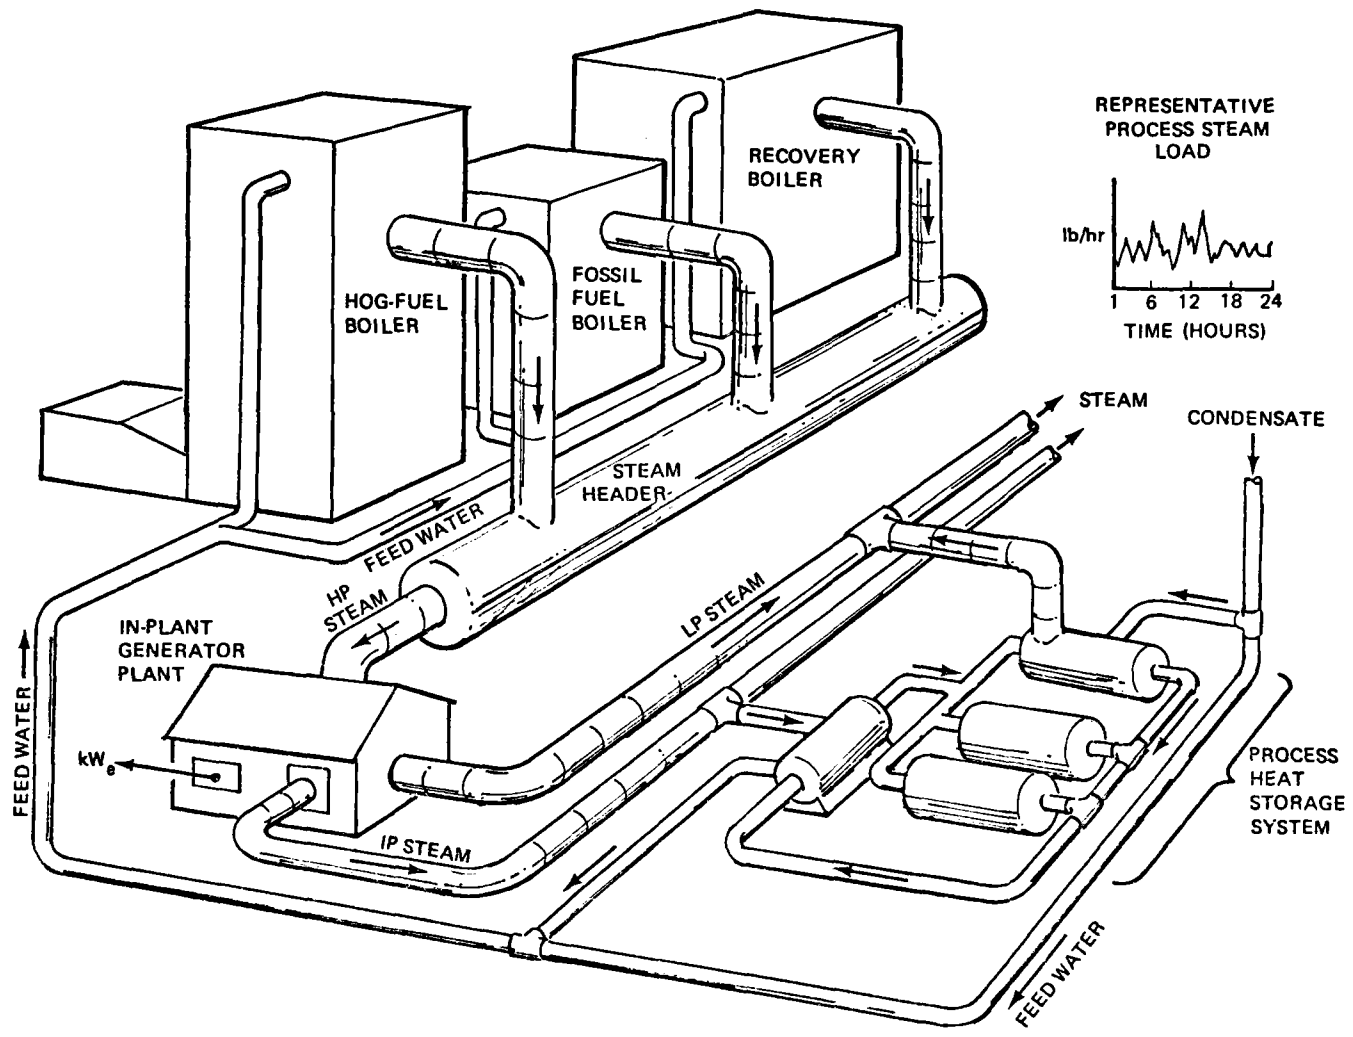 REPRESENTATIVE
PROCESS STEAM
LOAD
lb/hr
1 6 12 18 24
TIME (HOURS)
RECOVERY
BOILER
FOSSIL
FUEL
BOILER
HOG-FUEL
BOILER
STEAM
HEADER
FEED WATER
HP
STEAM
STEAM
CONDENSATE
IN-PLANT
GENERATOR
PLANT
LP STEAM
FEED WATER
kWe
IP STEAM
PROCESS
HEAT
STORAGE
SYSTEM
FEED WATER